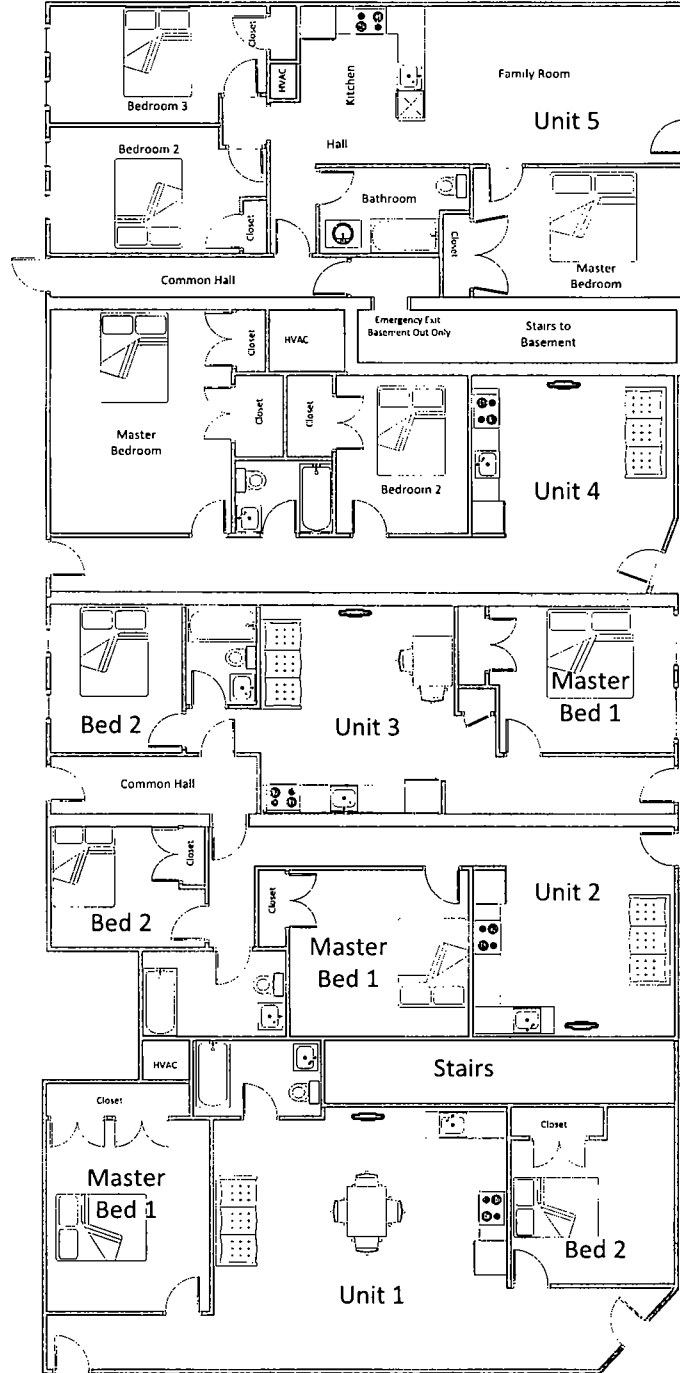 Closet
Bedroom 3
HVAC
Kitchen
Family Room
Unit 5
Hall
Bedroom 2
Closet
Bathroom
Closet
Master
Bedroom
Common Hall
Emergency Exit
Basement Out Only
Stairs to
Basement
Closet
HVAC
Master
Bedroom
Closet
Closet
Bedroom 2
Unit 4
Bed 2
Unit 3
Master
Bed 1
Common Hall
Closet
Bed 2
Closet
Master
Bed 1
Unit 2
HVAC
Stairs
Closet
Master
Bed 1
Closet
Bed 2
Unit 1